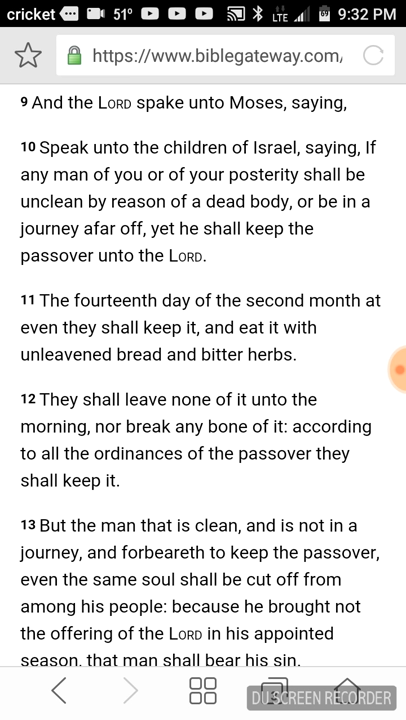 cricket 51° LTE 89 9:32 PM
https://www.biblegateway.com,
9 And the LORD spake unto Moses, saying,
10 Speak unto the children of Israel, saying, If
any man of you or of your posterity shall be
unclean by reason of a dead body, or be in a
journey afar off, yet he shall keep the
passover unto the LORD.
11 The fourteenth day of the second month at
even they shall keep it, and eat it with
unleavened bread and bitter herbs.
12 They shall leave none of it unto the
morning, nor break any bone of it: according
to all the ordinances of the passover they
shall keep it.
13 But the man that is clean, and is not in a
journey, and forbeareth to keep the passover,
even the same soul shall be cut off from
among his people: because he brought not
the offering of the LORD in his appointed
season, that man shall bear his sin.
DU SCREEN RECORDER